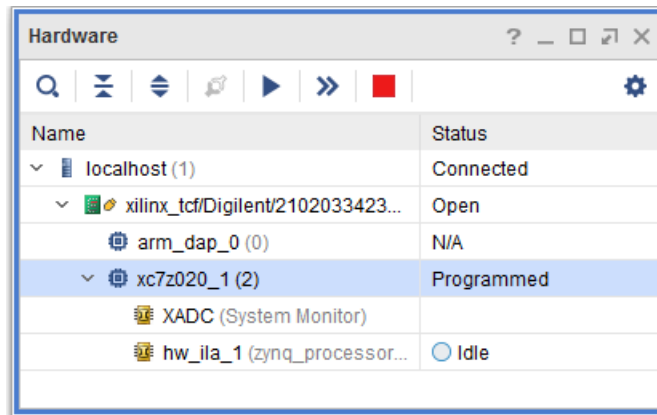 Hardware ?
Name Status
localhost (1) Connected
xilinx_tcf/Digilent/2102033423... Open
arm_dap_0 (0) N/A
xc7z020_1 (2) Programmed
XADC (System Monitor)
hw_ila_1 (zynq_processor... Idle